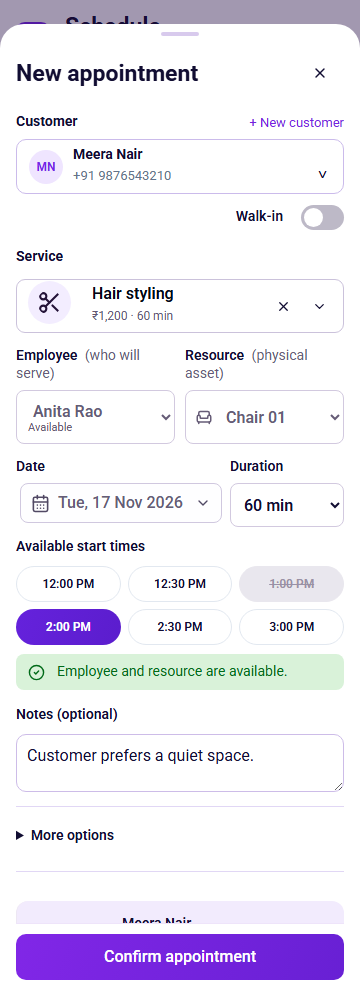 Schedule
New appointment
Customer
+ New customer
MN
Meera Nair
+91 9876543210
Walk-in
Service
Hair styling
₹1,200 · 60 min
Employee (who will serve)
Resource (physical asset)
Anita Rao
Available
Chair 01
Date
Duration
Tue, 17 Nov 2026
60 min
Available start times
12:00 PM
12:30 PM
1:00 PM
2:00 PM
2:30 PM
3:00 PM
Employee and resource are available.
Notes (optional)
Customer prefers a quiet space.
More options
Meera Nair
Confirm appointment